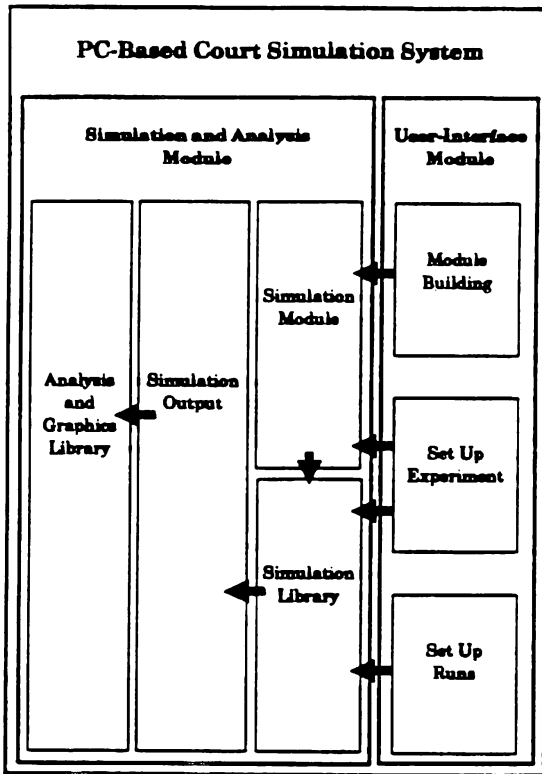 PC-Based Court Simulation System
Simulation and Analysis
Module
User-Interface
Module
Analysis
and
Graphics
Library
Simulation
Output
Simulation
Module
Simulation
Library
Module
Building
Set Up
Experiment
Set Up
Runs